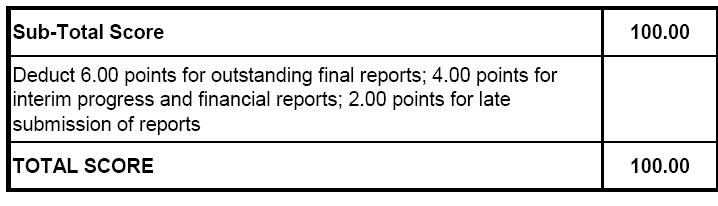 Sub-Total Score 100.00
Deduct 6.00 points for outstanding final reports; 4.00 points for
interim progress and financial reports; 2.00 points for late
submission of reports
TOTAL SCORE 100.00